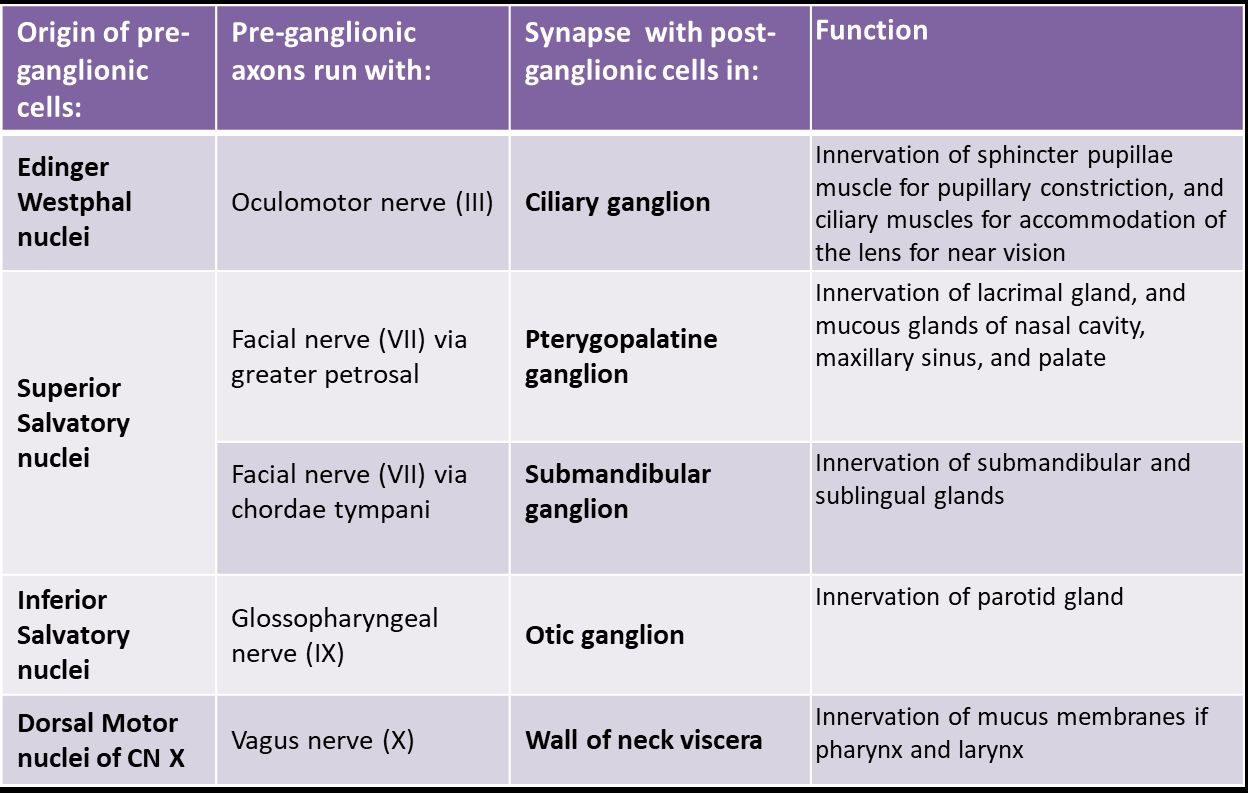 Origin of pre-
ganglionic
cells:
Pre-ganglionic
axons run with:
Synapse with post-
ganglionic cells in:
Function
Edinger
Westphal
nuclei
Oculomotor nerve (III)
Ciliary ganglion
Innervation of sphincter pupillae
muscle for pupillary constriction, and
ciliary muscles for accommodation of
the lens for near vision
Superior
Salvatory
nuclei
Facial nerve (VII) via
greater petrosal
Pterygopalatine
ganglion
Innervation of lacrimal gland, and
mucous glands of nasal cavity,
maxillary sinus, and palate
Facial nerve (VII) via
chordae tympani
Submandibular
ganglion
Innervation of submandibular and
sublingual glands
Inferior
Salvatory
nuclei
Glossopharyngeal
nerve (IX)
Otic ganglion
Innervation of parotid gland
Dorsal Motor
nuclei of CN X
Vagus nerve (X)
Wall of neck viscera
Innervation of mucus membranes if
pharynx and larynx